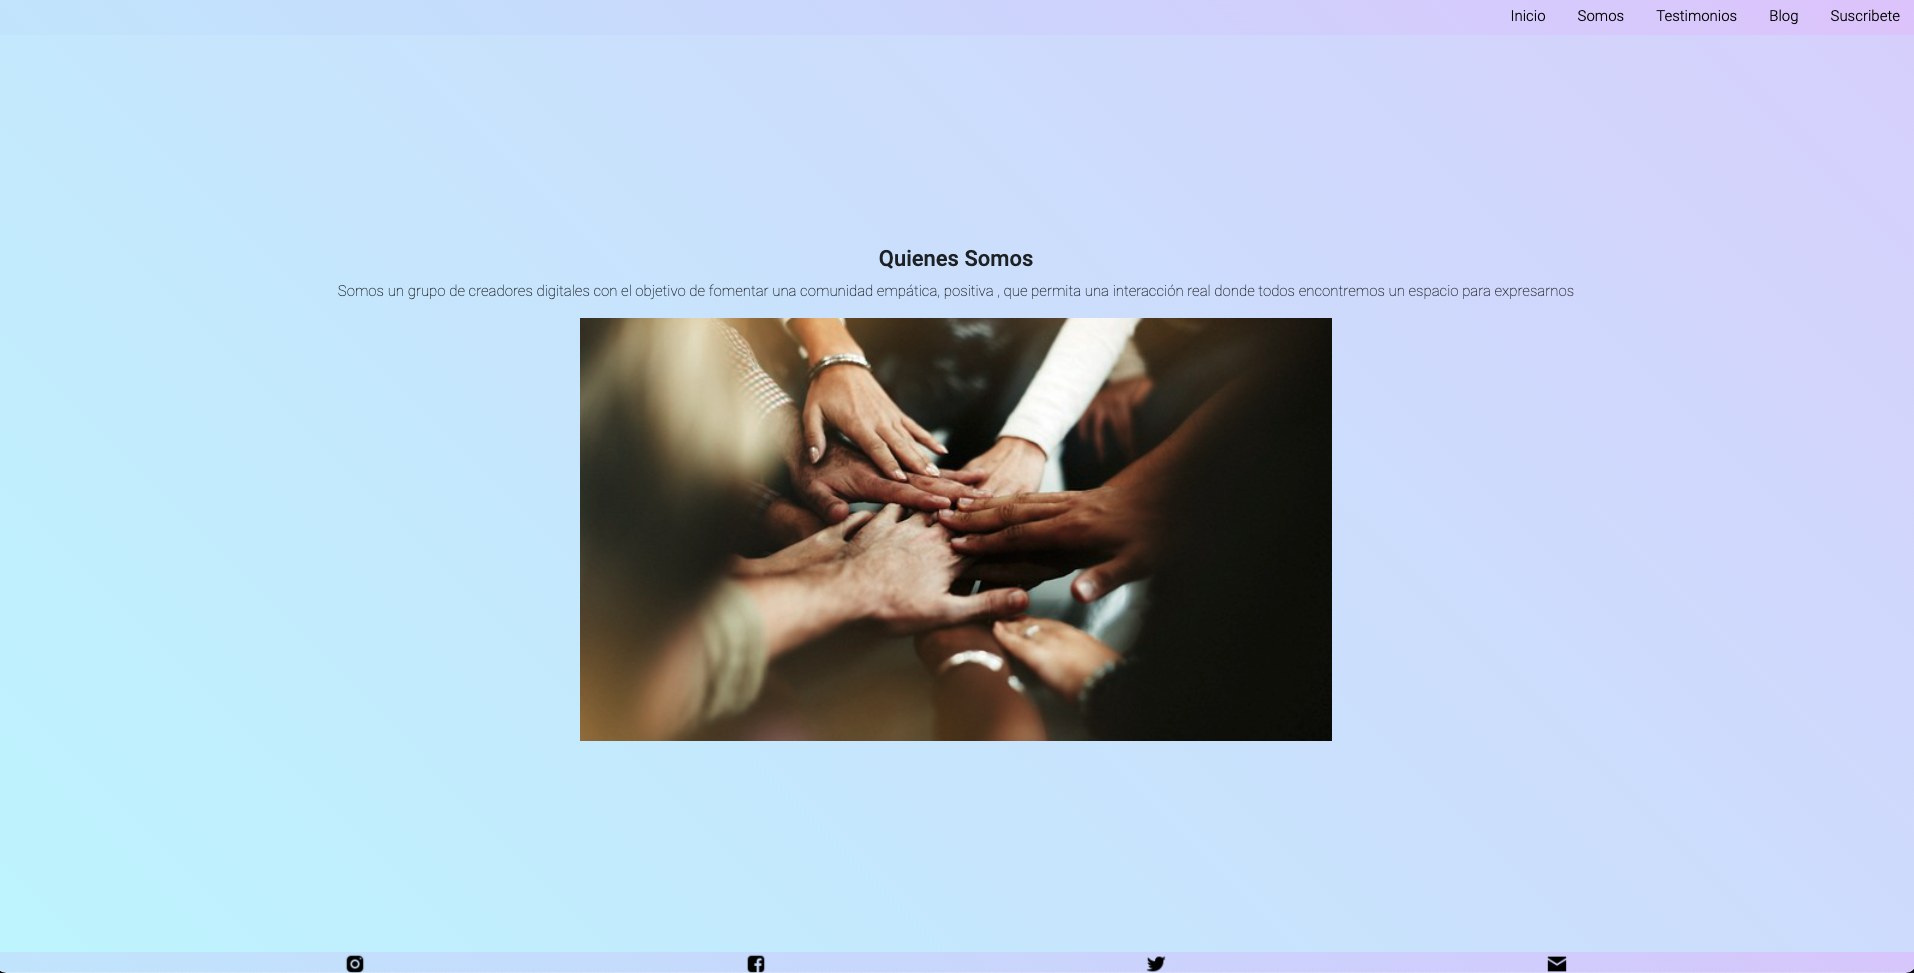 Inicio Somos Testimonios Blog Suscribete
Quienes Somos
Somos un grupo de creadores digitales con el objetivo de fomentar una comunidad empática, positiva , que permita una interacción real donde todos encontremos un espacio para expresarnos